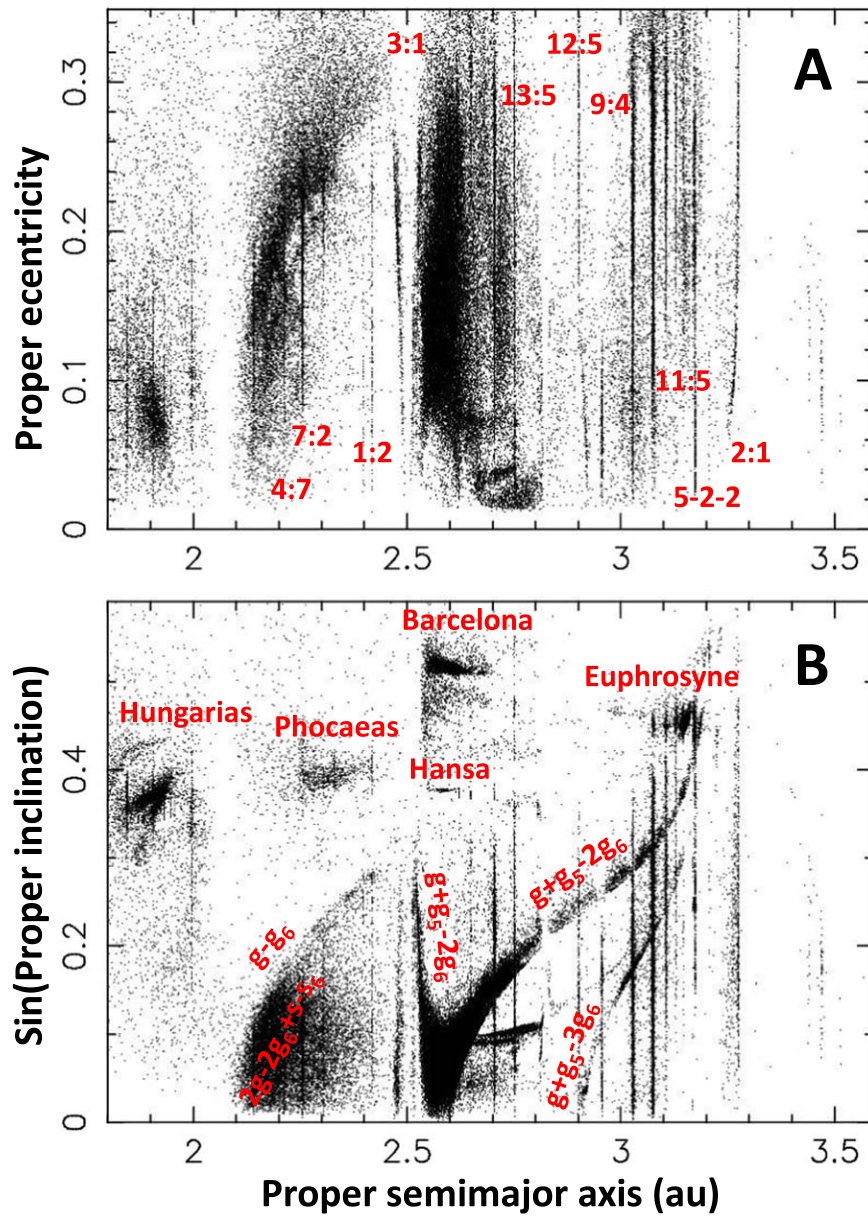 3:1
12:5
A
13:5
9:4
0.3
0.2
0.1
0
Proper ecentricity
11:5
7:2
1:2
2:1
4:7
5-2-2
2 2.5 3 3.5
Barcelona
B
Euphrosyne
Hungarias
Phocaeas
Hansa
0.4
0.2
0
Sin(Proper inclination)
g+g5-2g6
g+g5-2g6
g-g6
2g-2g6+s-s6
g+g5-3g6
2 2.5 3 3.5
Proper semimajor axis (au)